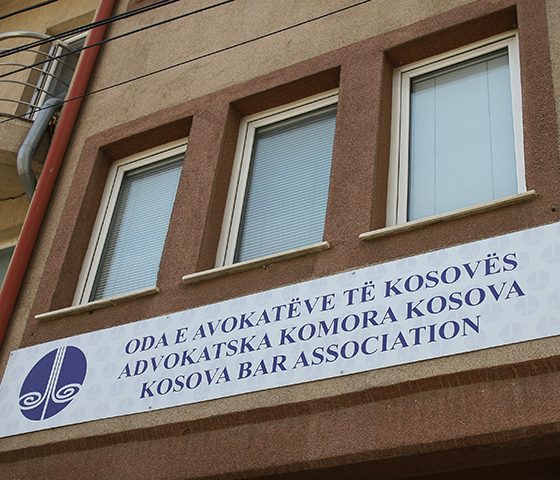 ODA E AVOKATËVE TË KOSOVËS
ADVOKATSKA KOMORA KOSOVA
KOSOVA BAR ASSOCIATION